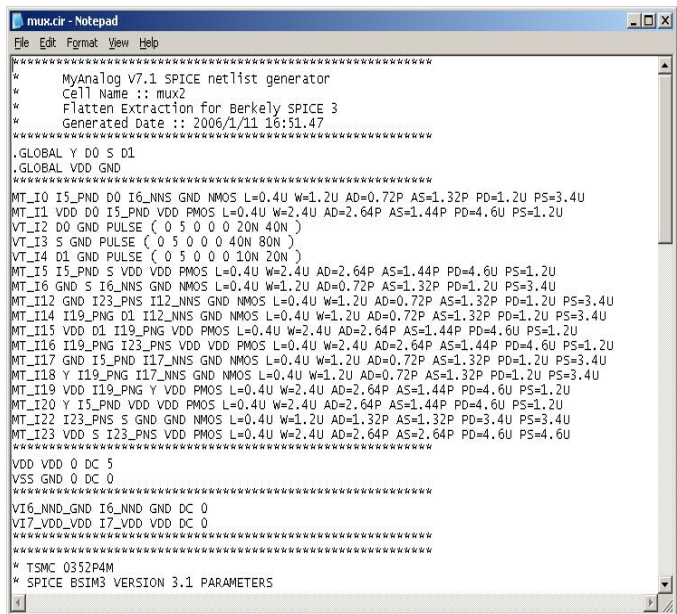 mux.cir - Notepad
File Edit Format View Help
***********************************************************
* MyAnalog V7.1 SPICE netlist generator
* Cell Name :: mux2
* Flatten Extraction for Berkely SPICE 3
* Generated Date :: 2006/1/11 16:51.47
***********************************************************
.GLOBAL Y D0 S D1
.GLOBAL VDD GND
***********************************************************
MT_I0 I5_PND D0 I6_NNS GND NMOS L=0.4U W=1.2U AD=0.72P AS=1.32P PD=1.2U PS=3.4U
MT_I1 VDD D0 I5_PND VDD PMOS L=0.4U W=2.4U AD=2.64P AS=1.44P PD=4.6U PS=1.2U
VT_I2 D0 GND PULSE ( 0 5 0 0 0 20N 40N )
VT_I3 S GND PULSE ( 0 5 0 0 0 40N 80N )
VT_I4 D1 GND PULSE ( 0 5 0 0 0 10N 20N )
MT_I5 I5_PND S VDD VDD PMOS L=0.4U W=2.4U AD=2.64P AS=1.44P PD=4.6U PS=1.2U
MT_I6 GND S I6_NNS GND NMOS L=0.4U W=1.2U AD=0.72P AS=1.32P PD=1.2U PS=3.4U
MT_I12 GND I23_PNS I12_NNS GND NMOS L=0.4U W=1.2U AD=0.72P AS=1.32P PD=1.2U PS=3.4U
MT_I14 I19_PNG D1 I12_NNS GND NMOS L=0.4U W=1.2U AD=0.72P AS=1.32P PD=1.2U PS=3.4U
MT_I15 VDD D1 I19_PNG VDD PMOS L=0.4U W=2.4U AD=2.64P AS=1.44P PD=4.6U PS=1.2U
MT_I16 I19_PNG I23_PNS VDD VDD PMOS L=0.4U W=2.4U AD=2.64P AS=1.44P PD=4.6U PS=1.2U
MT_I17 GND I5_PND I17_NNS GND NMOS L=0.4U W=1.2U AD=0.72P AS=1.32P PD=1.2U PS=3.4U
MT_I18 Y I19_PNG I17_NNS GND NMOS L=0.4U W=1.2U AD=0.72P AS=1.32P PD=1.2U PS=3.4U
MT_I19 VDD I19_PNG Y VDD PMOS L=0.4U W=2.4U AD=2.64P AS=1.44P PD=4.6U PS=1.2U
MT_I20 Y I5_PND VDD VDD PMOS L=0.4U W=2.4U AD=2.64P AS=1.44P PD=4.6U PS=1.2U
MT_I22 I23_PNS S GND GND NMOS L=0.4U W=1.2U AD=1.32P AS=1.32P PD=3.4U PS=3.4U
MT_I23 VDD S I23_PNS VDD PMOS L=0.4U W=2.4U AD=2.64P AS=2.64P PD=4.6U PS=4.6U
***********************************************************
VDD VDD 0 DC 5
VSS GND 0 DC 0
***********************************************************
VI6_NND_GND I6_NND GND DC 0
VI7_VDD_VDD I7_VDD VDD DC 0
***********************************************************
***********************************************************
* TSMC 0352P4M
* SPICE BSIM3 VERSION 3.1 PARAMETERS